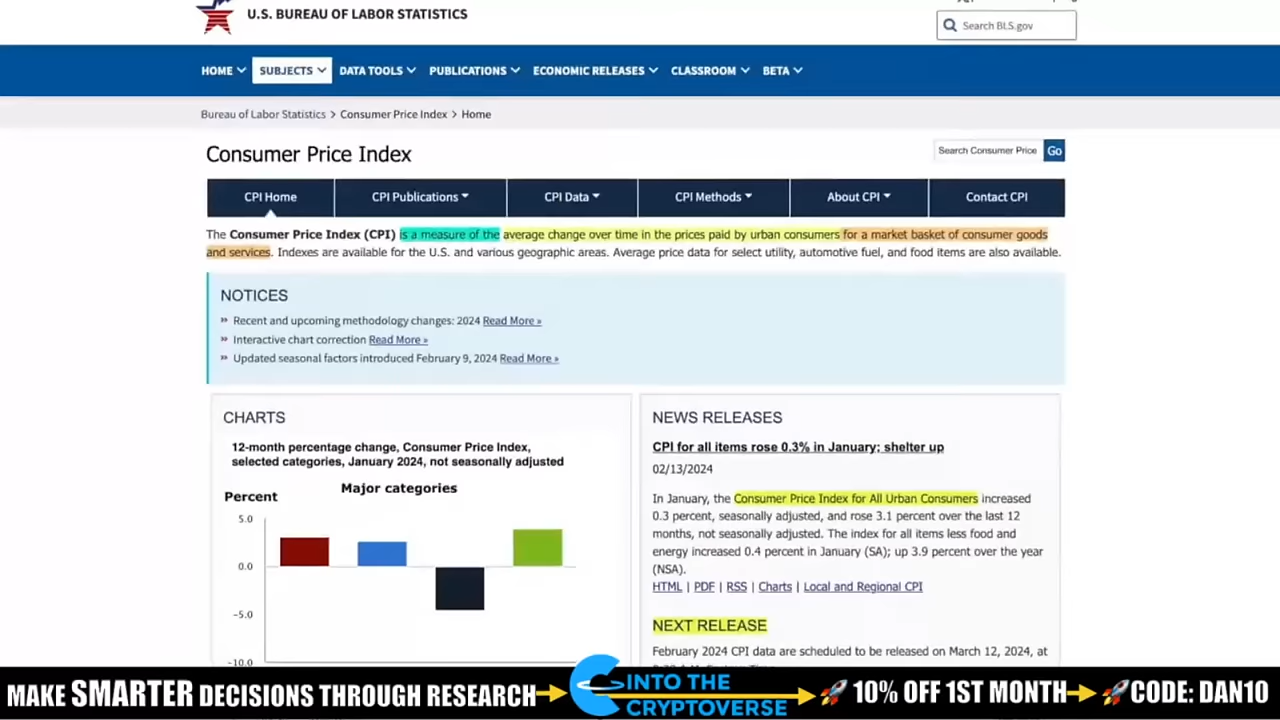 U.S. BUREAU OF LABOR STATISTICS
Search BLS.gov
HOME SUBJECTS DATA TOOLS PUBLICATIONS ECONOMIC RELEASES CLASSROOM BETA
Bureau of Labor Statistics > Consumer Price Index > Home
Consumer Price Index
Search Consumer Price Go
CPI Home CPI Publications CPI Data CPI Methods About CPI Contact CPI
The Consumer Price Index (CPI) is a measure of the average change over time in the prices paid by urban consumers for a market basket of consumer goods
and services. Indexes are available for the U.S. and various geographic areas. Average price data for select utility, automotive fuel, and food items are also available.
NOTICES
» Recent and upcoming methodology changes: 2024 Read More »
» Interactive chart correction Read More »
» Updated seasonal factors introduced February 9, 2024 Read More »
CHARTS
12-month percentage change, Consumer Price Index,
selected categories, January 2024, not seasonally adjusted
Major categories
Percent
5.0
0.0
-5.0
-10.0
NEWS RELEASES
CPI for all items rose 0.3% in January; shelter up
02/13/2024
In January, the Consumer Price Index for All Urban Consumers increased
0.3 percent, seasonally adjusted, and rose 3.1 percent over the last 12
months, not seasonally adjusted. The index for all items less food and
energy increased 0.4 percent in January (SA); up 3.9 percent over the year
(NSA).
HTML | PDF | RSS | Charts | Local and Regional CPI
NEXT RELEASE
February 2024 CPI data are scheduled to be released on March 12, 2024, at
MAKE SMARTER DECISIONS THROUGH RESEARCH
INTO THE
CRYPTOVERSE
10% OFF 1ST MONTH
CODE: DAN10